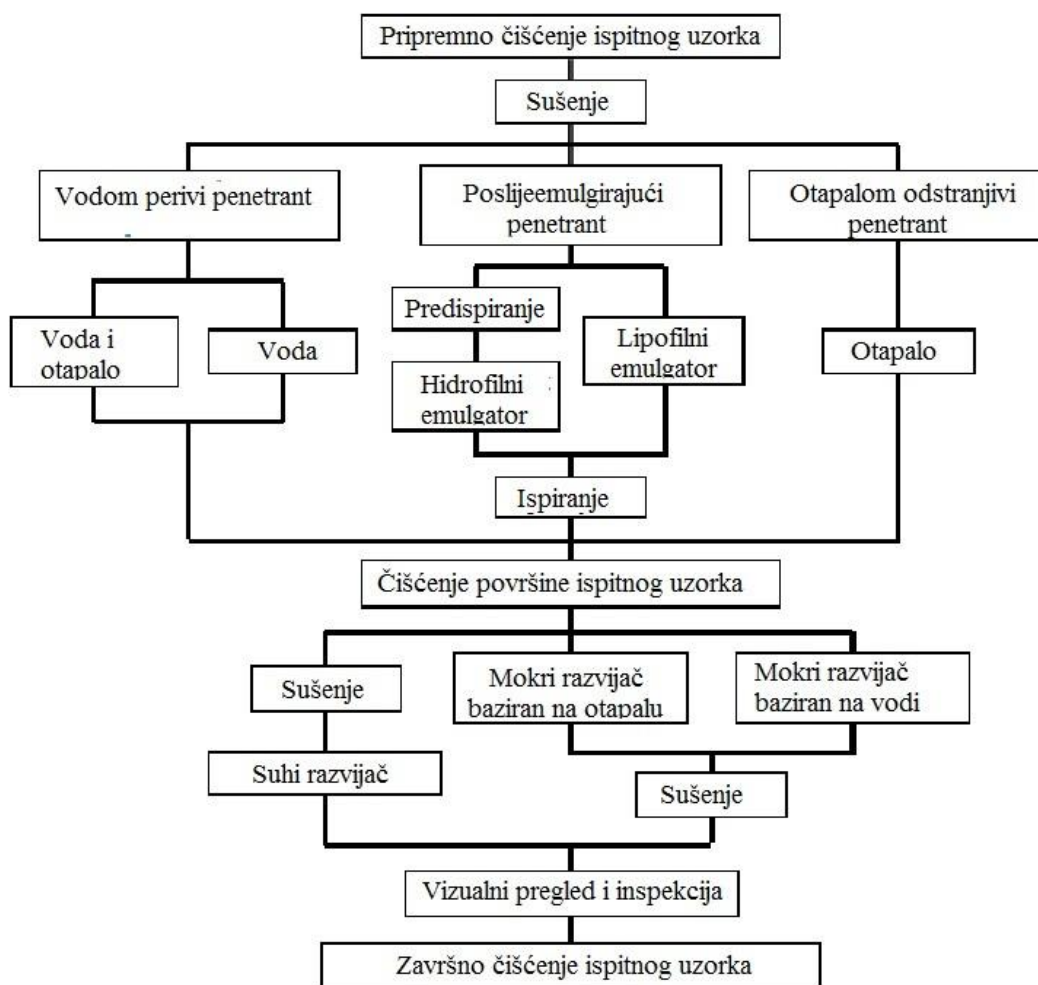 Pripremno čišćenje ispitnog uzorka
Sušenje
Vodom perivi penetrant
Poslijeemulgirajući
penetrant
Otapalom odstranjivi
penetrant
Voda i
otapalo
Voda
Predispiranje
Hidrofilni
emulgator
Lipofilni
emulgator
Otapalo
Ispiranje
Čišćenje površine ispitnog uzorka
Sušenje
Mokri razvijač
baziran na otapalu
Mokri razvijač
baziran na vodi
Suhi razvijač
Sušenje
Vizualni pregled i inspekcija
Završno čišćenje ispitnog uzorka